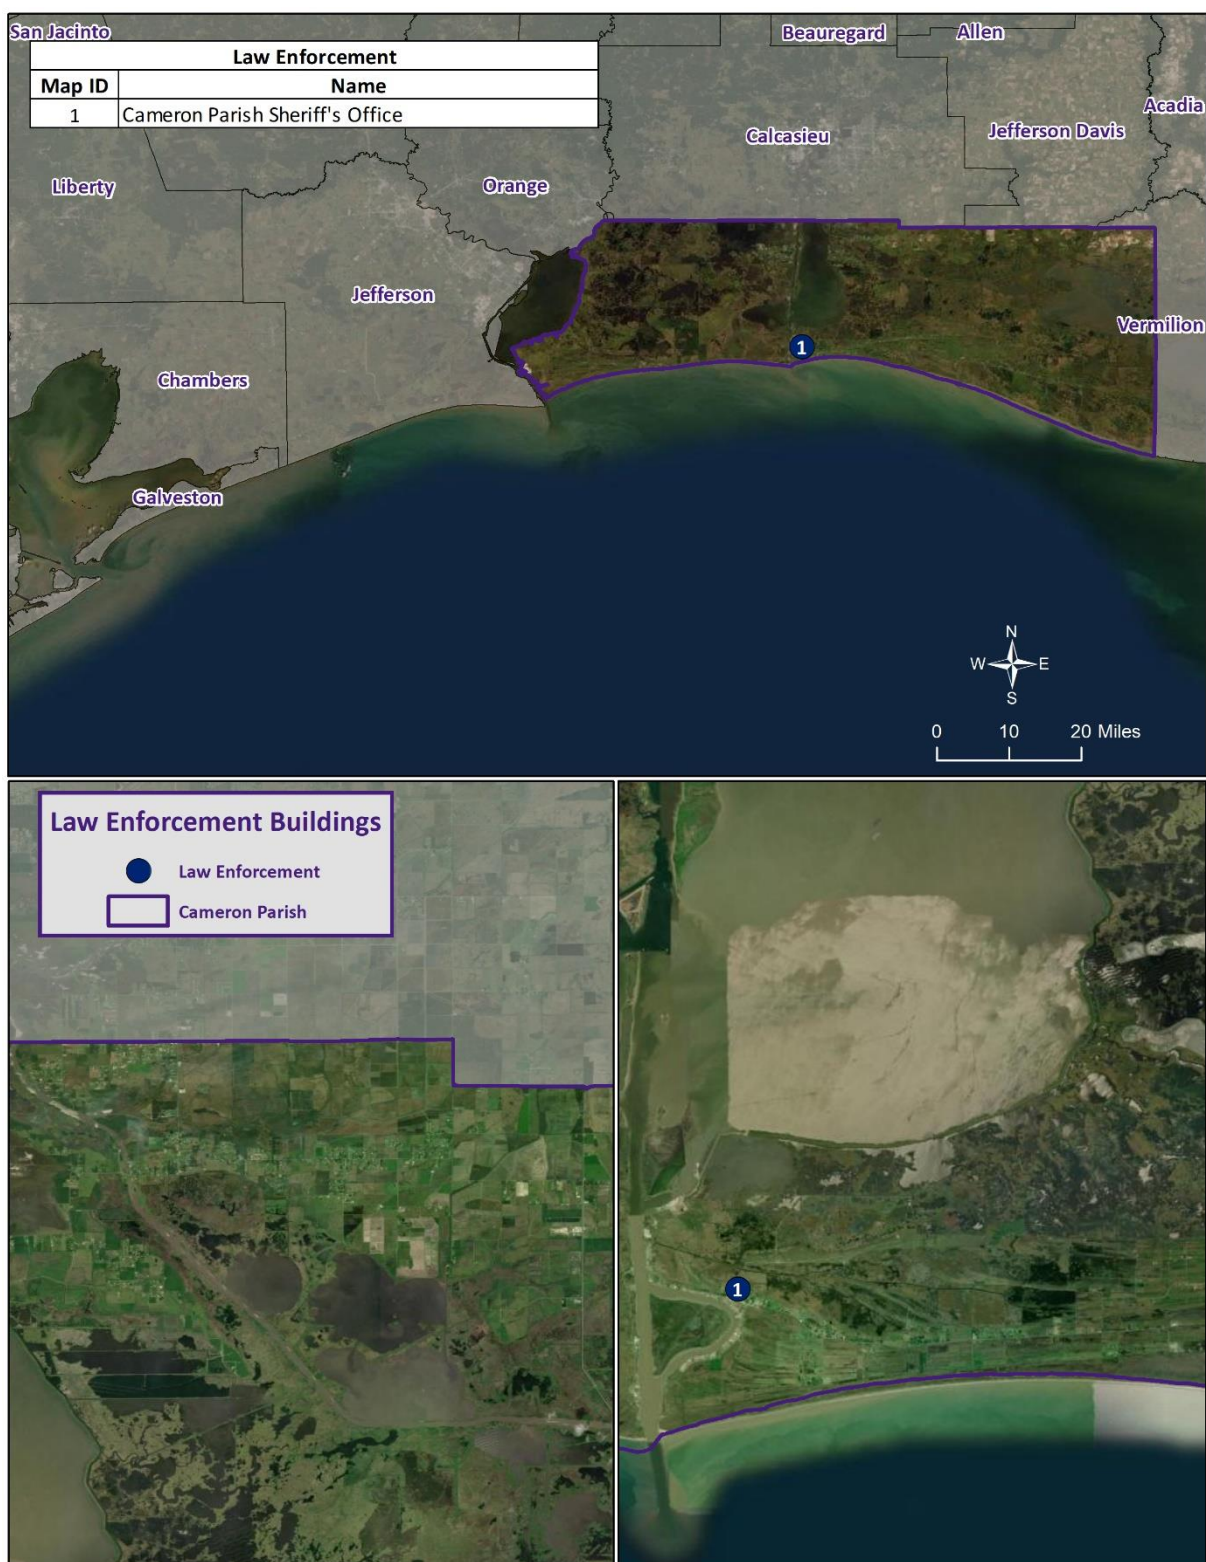 San Jacinto
Beauregard
Allen
Law Enforcement
Map ID Name
1 Cameron Parish Sheriff's Office
Acadia
Jefferson Davis
Calcasieu
Liberty
Orange
Jefferson
Vermilion
1
Chambers
Galveston
N
W E
S
0 10 20 Miles
Law Enforcement Buildings
Law Enforcement
Cameron Parish
1